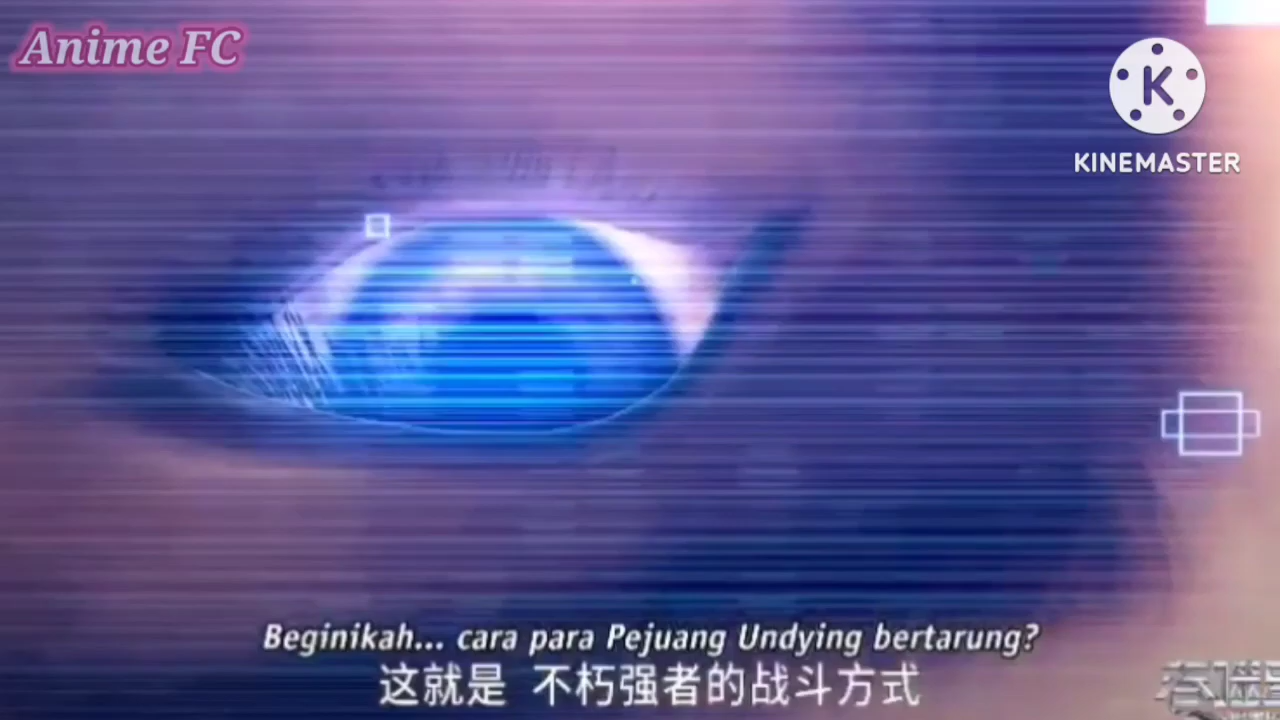 Anime FC
K
KINEMASTER
Beginikah... cara para Pejuang Undying bertarung?
这就是 不朽强者的战斗方式